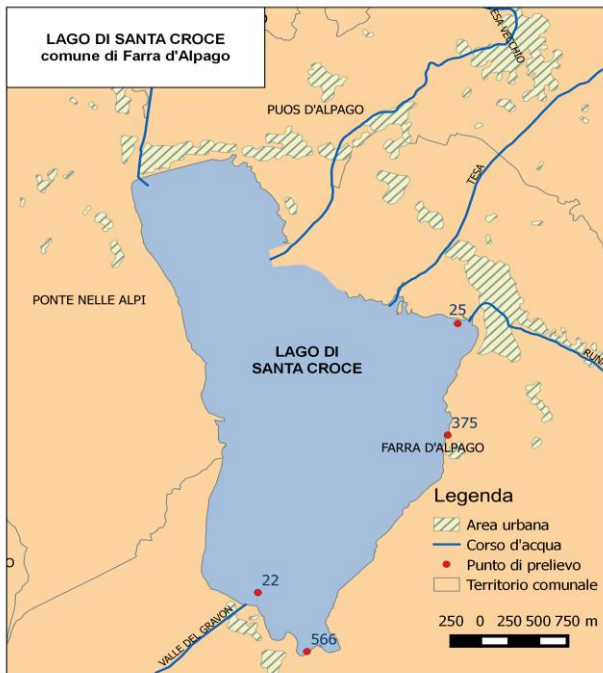 LAGO DI SANTA CROCE
comune di Farra d'Alpago
TESA VECCHIO
PUOS D'ALPAGO
TESA
PONTE NELLE ALPI
25
LAGO DI
SANTA CROCE
375
FARRA D'ALPAGO
Legenda
Area urbana
Corso d'acqua
Punto di prelievo
Territorio comunale
22
250 0 250 500 750 m
VALLE DEL GRAVON
566